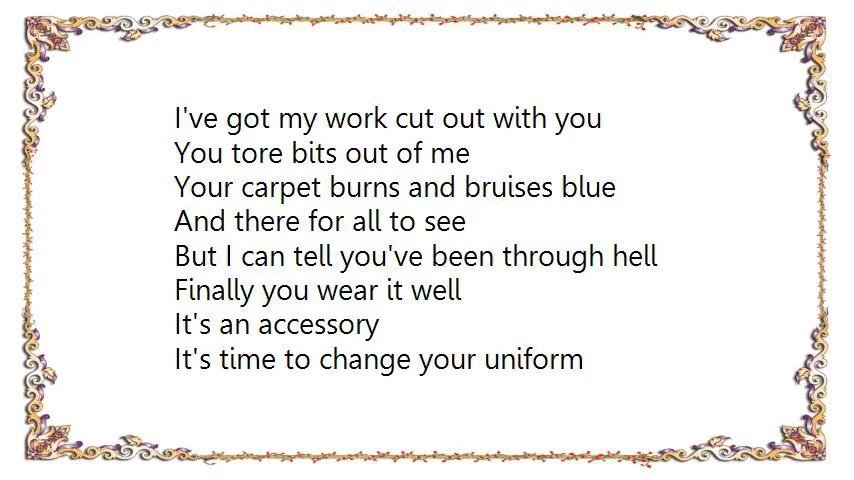 I've got my work cut out with you
You tore bits out of me
Your carpet burns and bruises blue
And there for all to see
But I can tell you've been through hell
Finally you wear it well
It's an accessory
It's time to change your uniform